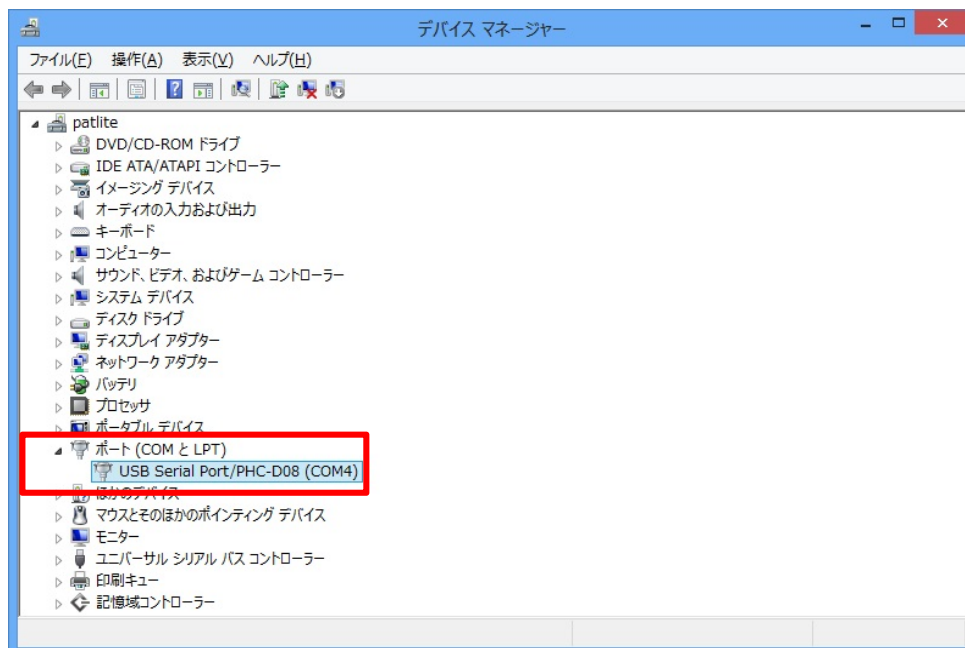 デバイス マネージャー
ファイル(F) 操作(A) 表示(V) ヘルプ(H)
patlite
DVD/CD-ROM ドライブ
IDE ATA/ATAPI コントローラー
イメージング デバイス
オーディオの入力および出力
キーボード
コンピューター
サウンド、ビデオ、およびゲーム コントローラー
システム デバイス
ディスク ドライブ
ディスプレイ アダプター
ネットワーク アダプター
バッテリ
プロセッサ
ポータブル デバイス
ポート (COM と LPT)
USB Serial Port/PHC-D08 (COM4)
ほかのデバイス
マウスとそのほかのポインティング デバイス
モニター
ユニバーサル シリアル バス コントローラー
印刷キュー
記憶域コントローラー